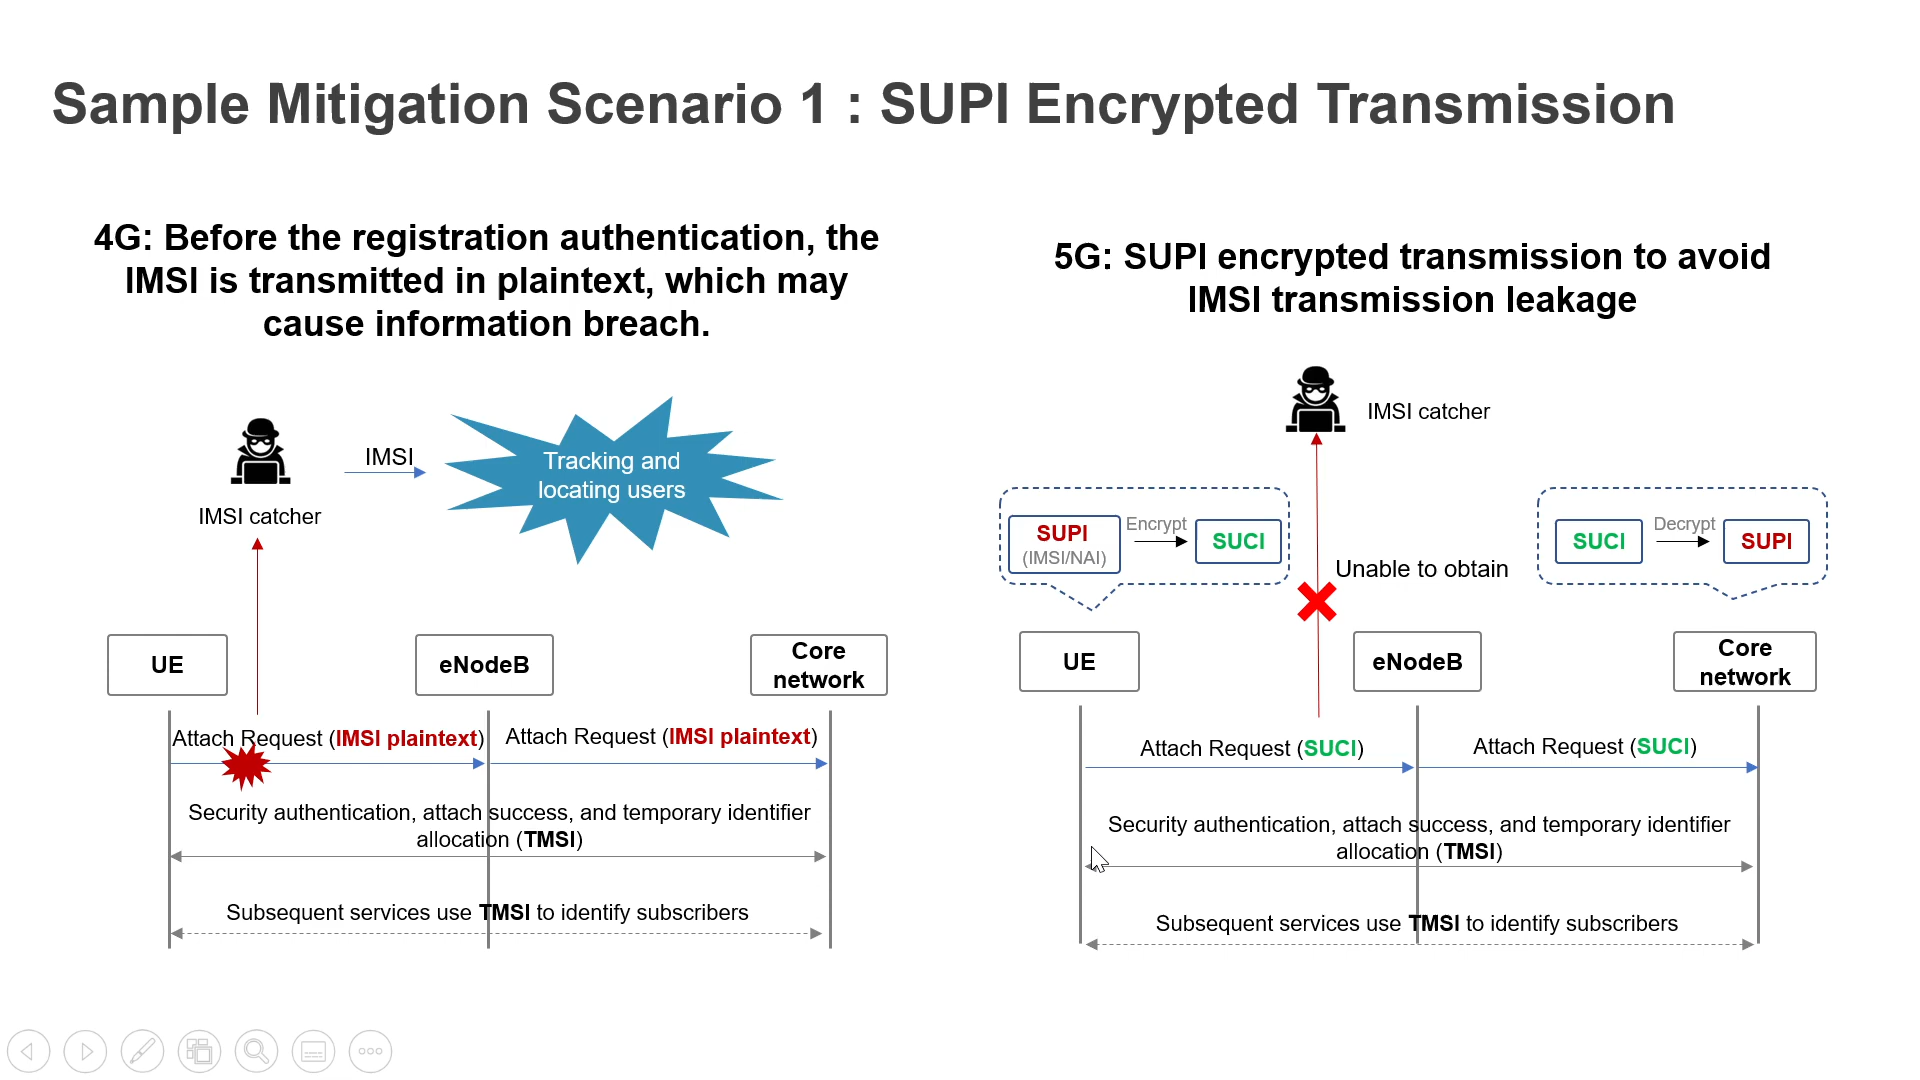 Sample Mitigation Scenario 1 : SUPI Encrypted Transmission
4G: Before the registration authentication, the
IMSI is transmitted in plaintext, which may
cause information breach.
IMSI
Tracking and
locating users
IMSI catcher
UE
eNodeB
Core
network
Attach Request (IMSI plaintext)
Attach Request (IMSI plaintext)
Security authentication, attach success, and temporary identifier
allocation (TMSI)
Subsequent services use TMSI to identify subscribers
5G: SUPI encrypted transmission to avoid
IMSI transmission leakage
IMSI catcher
SUPI
(IMSI/NAI)
Encrypt
SUCI
Unable to obtain
SUCI
Decrypt
SUPI
UE
eNodeB
Core
network
Attach Request (SUCI)
Attach Request (SUCI)
Security authentication, attach success, and temporary identifier
allocation (TMSI)
Subsequent services use TMSI to identify subscribers